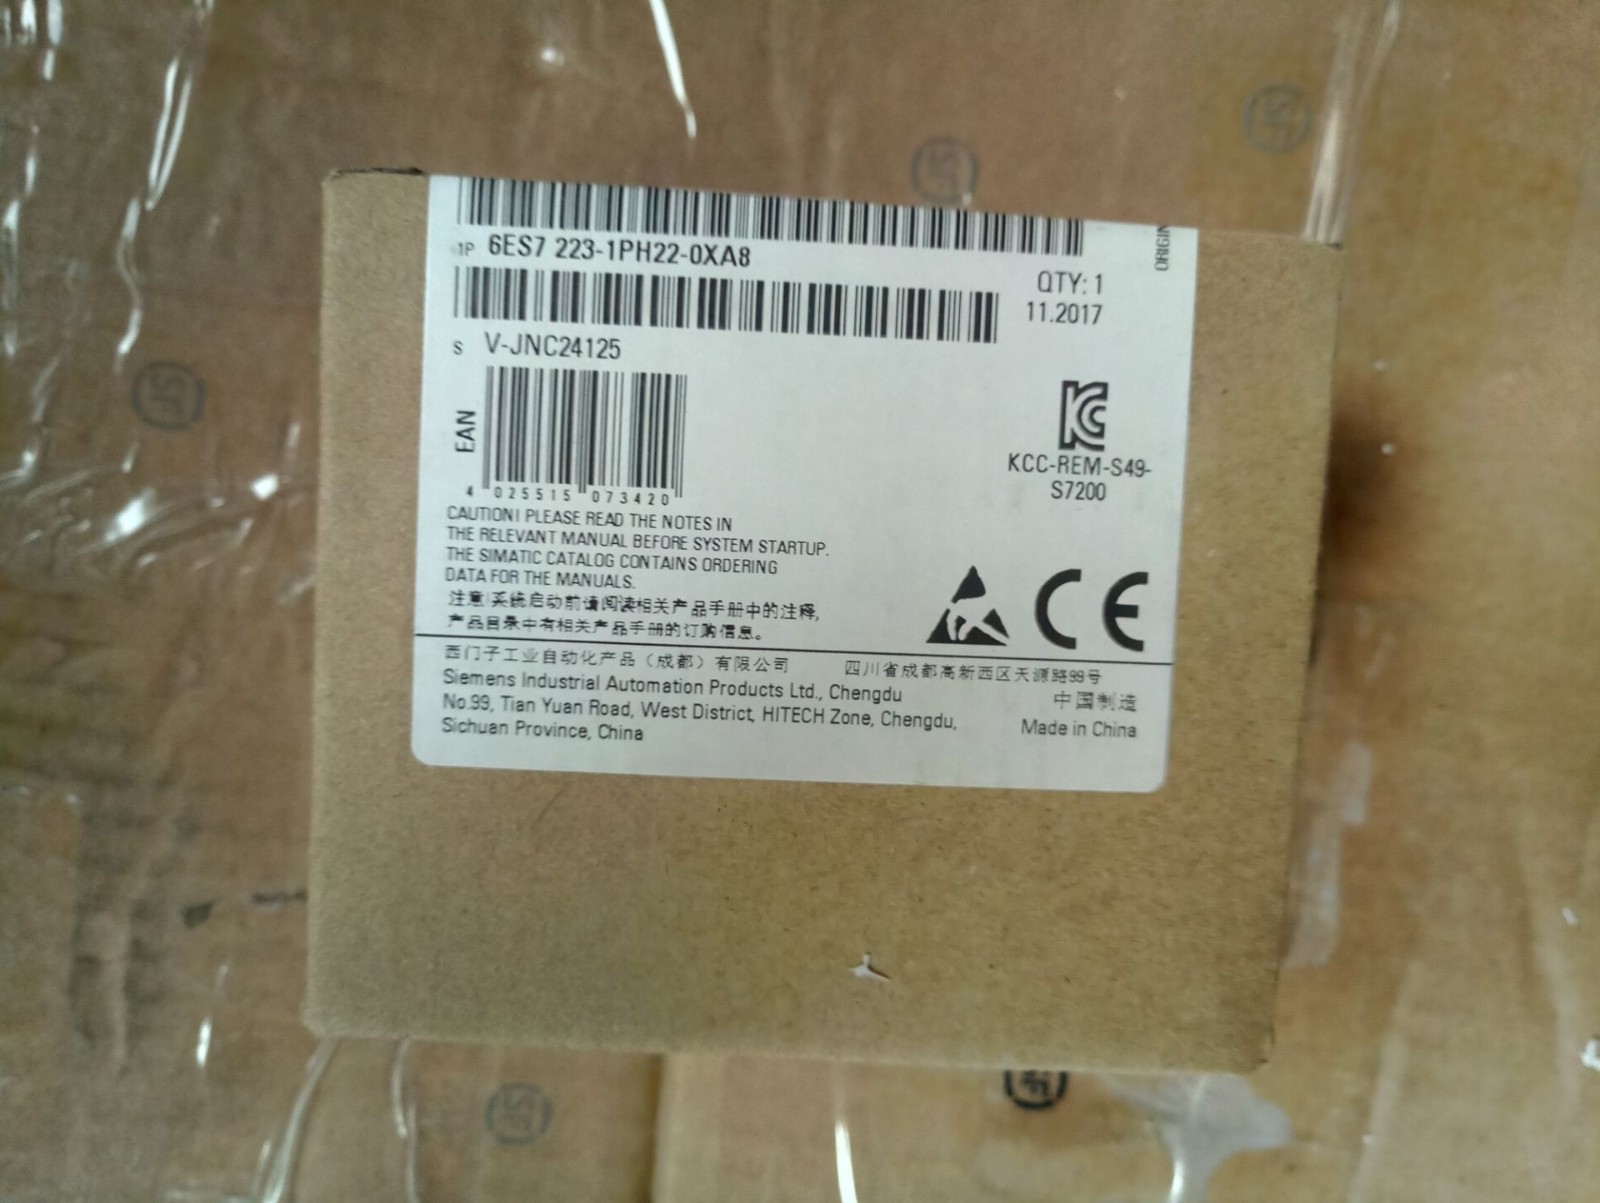 1P 6ES7 223-1PH22-0XA8
ORIGIN
QTY: 1
11.2017
S V-JNC24125
EAN
4 025515 073420
KCC-REM-S49-
S7200
CAUTION! PLEASE READ THE NOTES IN
THE RELEVANT MANUAL BEFORE SYSTEM STARTUP.
THE SIMATIC CATALOG CONTAINS ORDERING
DATA FOR THE MANUALS.
注意!系统启动前请阅读相关产品手册中的注释,
产品目录中有相关产品手册的订购信息。
CE
西门子工业自动化产品（成都）有限公司 四川省成都高新西区天源路99号
Siemens Industrial Automation Products Ltd., Chengdu
No.99, Tian Yuan Road, West District, HITECH Zone, Chengdu,
Sichuan Province, China
中国制造
Made in China